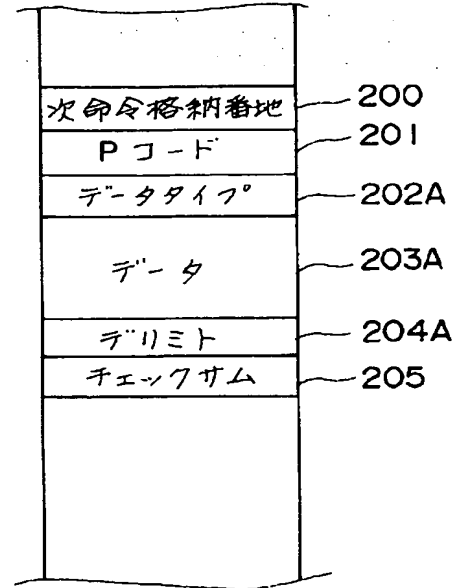 次命令格納番地 200
Pコード 201
データタイプ 202A
データ 203A
デリミト 204A
チェックサム 205